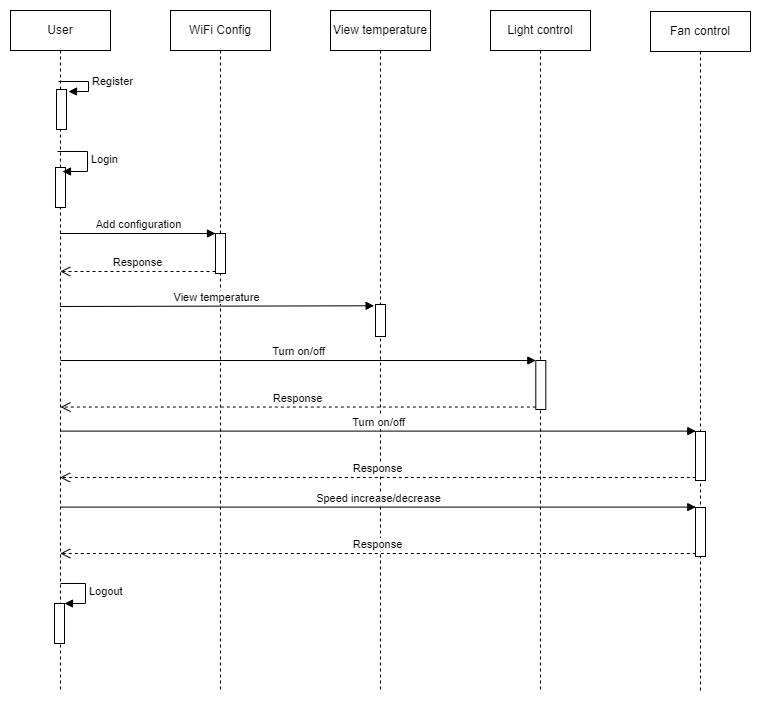 User
WiFi Config
View temperature
Light control
Fan control
Register
Login
Add configuration
Response
View temperature
Turn on/off
Response
Turn on/off
Response
Speed increase/decrease
Response
Logout